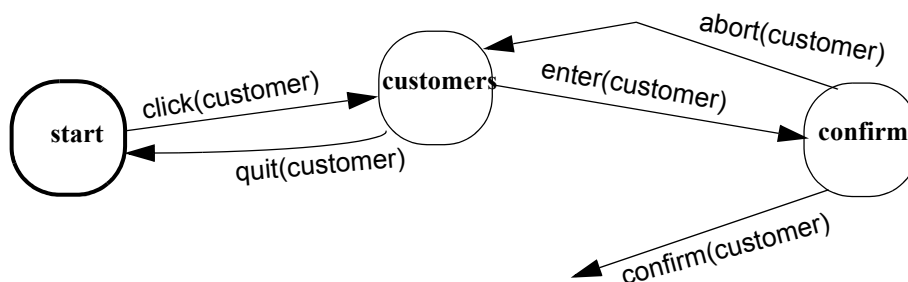 abort(customer)
customers
enter(customer)
click(customer)
start
confirm
quit(customer)
confirm(customer)